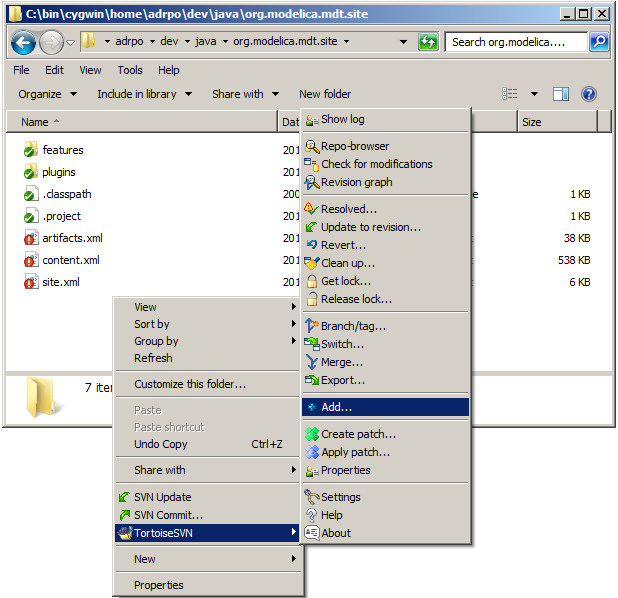 C:\bin\cygwin\home\adrpo\dev\java\org.modelica.mdt.site
adrpo dev java org.modelica.mdt.site Search org.modelica....
File Edit View Tools Help
Organize Include in library Share with New folder
Name Dat Size
features 201
plugins 201
.classpath 200 e 1 KB
.project 201 1 KB
artifacts.xml 201 38 KB
content.xml 201 538 KB
site.xml 201 6 KB
7 iter
View
Sort by
Group by
Refresh
Customize this folder...
Paste
Paste shortcut
Undo Copy Ctrl+Z
Share with
SVN Update
SVN Commit...
TortoiseSVN
New
Properties
Show log
Repo-browser
Check for modifications
Revision graph
Resolved...
Update to revision...
Revert...
Clean up...
Get lock...
Release lock...
Branch/tag...
Switch...
Merge...
Export...
Add...
Create patch...
Apply patch...
Properties
Settings
Help
About